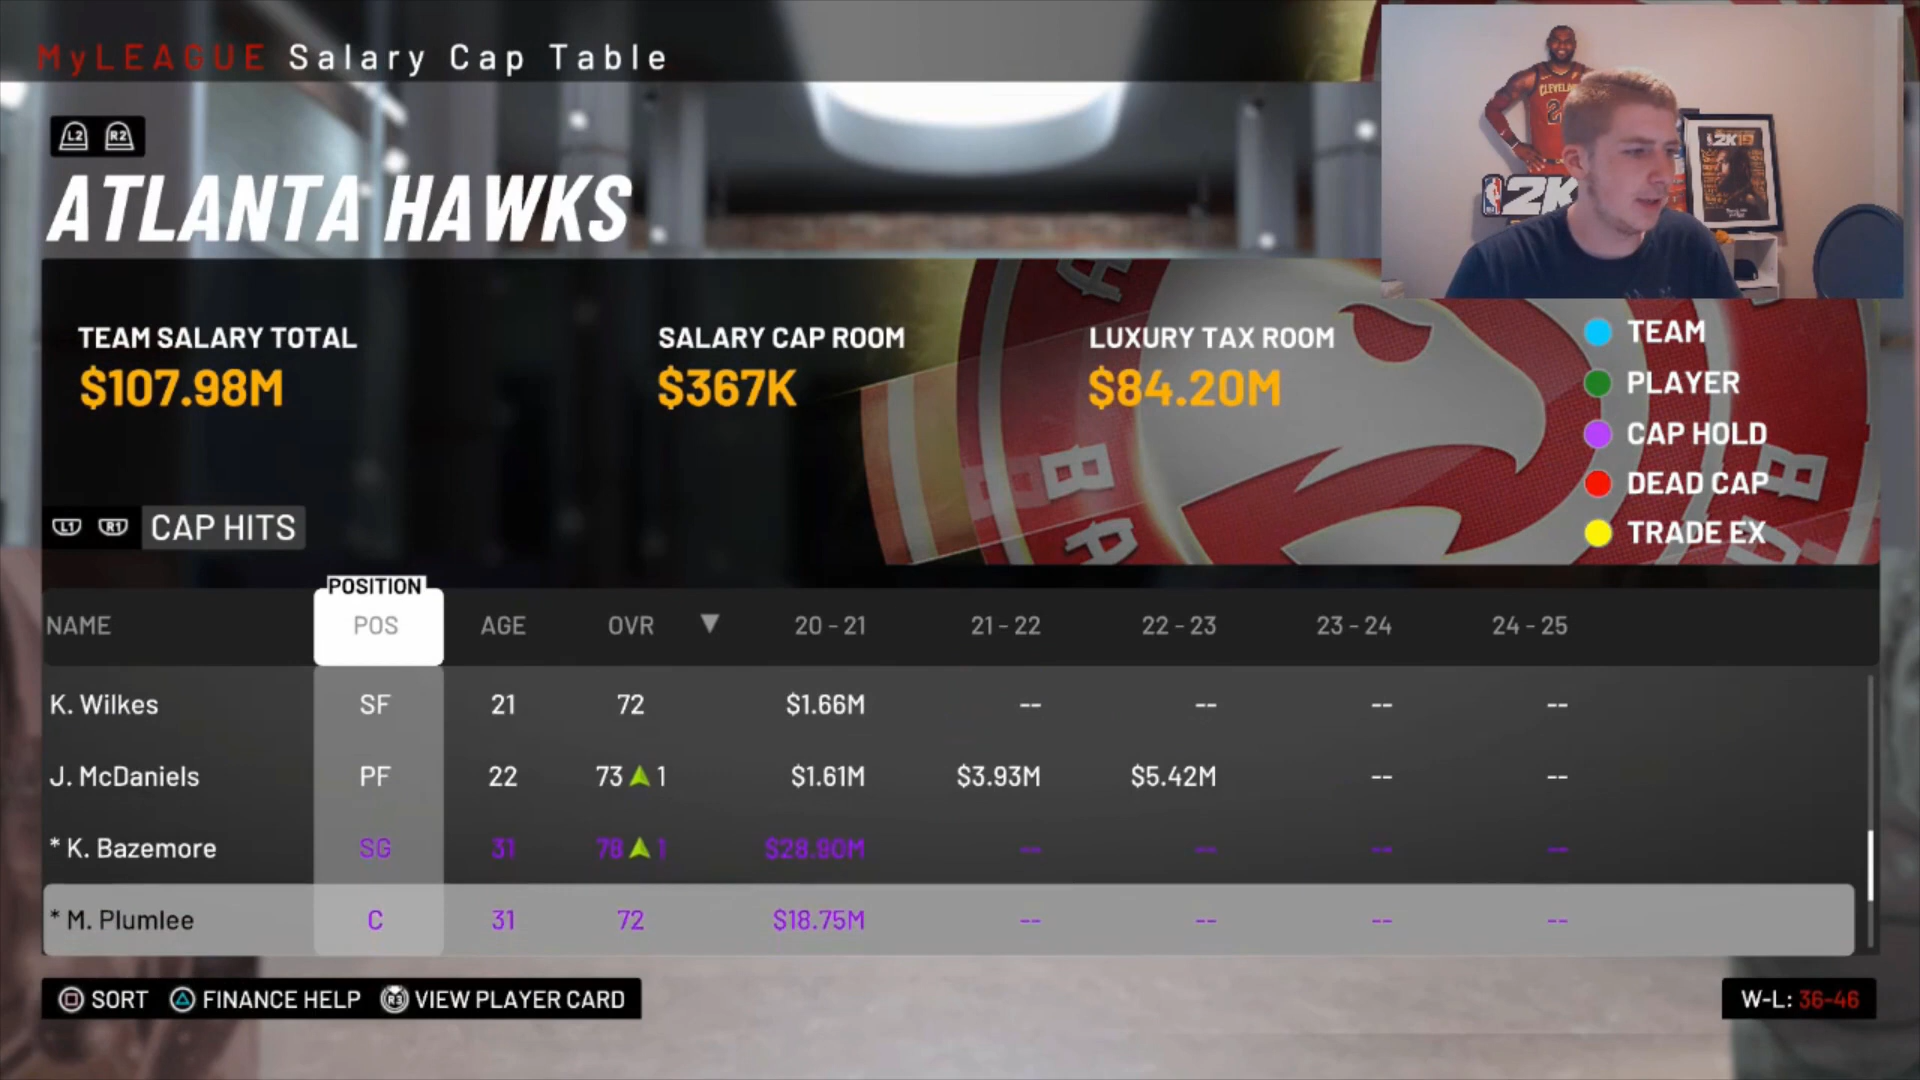 MyLEAGUE Salary Cap Table
L2 R2
ATLANTA HAWKS
TEAM SALARY TOTAL SALARY CAP ROOM LUXURY TAX ROOM
$107.98M $367K $84.20M
TEAM
PLAYER
CAP HOLD
DEAD CAP
TRADE EX
L1 R1 CAP HITS
POSITION
NAME POS AGE OVR 20 - 21 21 - 22 22 - 23 23 - 24 24 - 25
K. Wilkes SF 21 72 $1.66M -- -- -- --
J. McDaniels PF 22 73 1 $1.61M $3.93M $5.42M -- --
* K. Bazemore SG 31 78 1 $28.90M -- -- -- --
* M. Plumlee C 31 72 $18.75M -- -- -- --
SORT FINANCE HELP R3 VIEW PLAYER CARD
W-L: 36-46
CLEVELA
2K19
2K